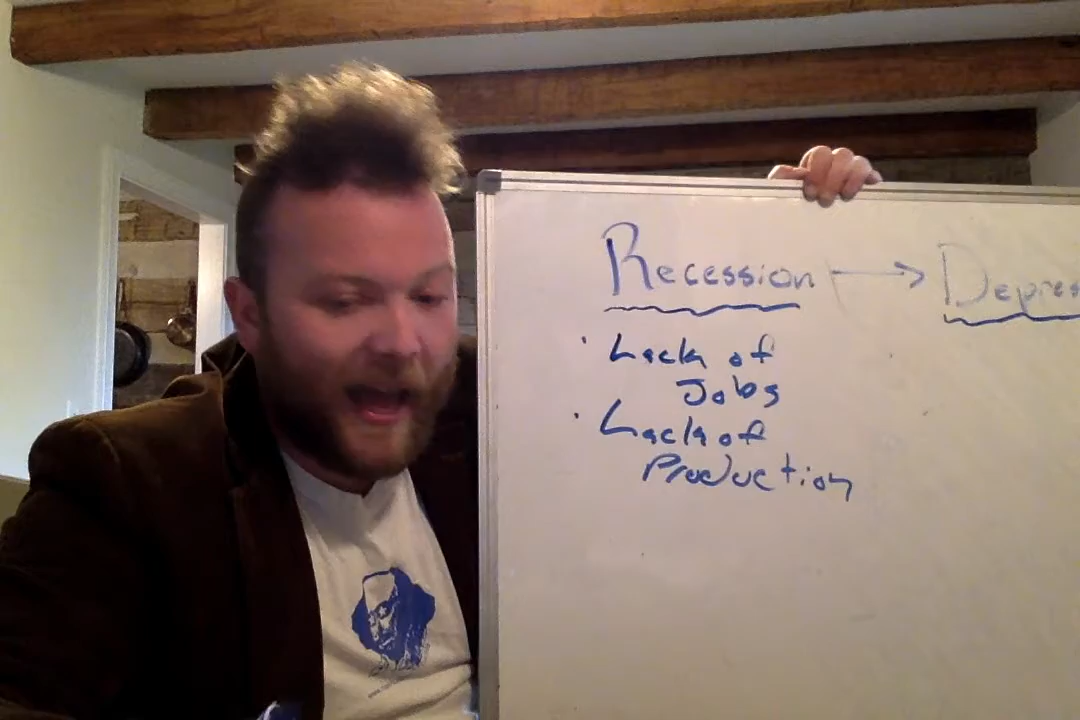 Recession → Depres
· Lack of
Jobs
· Lack of
Production